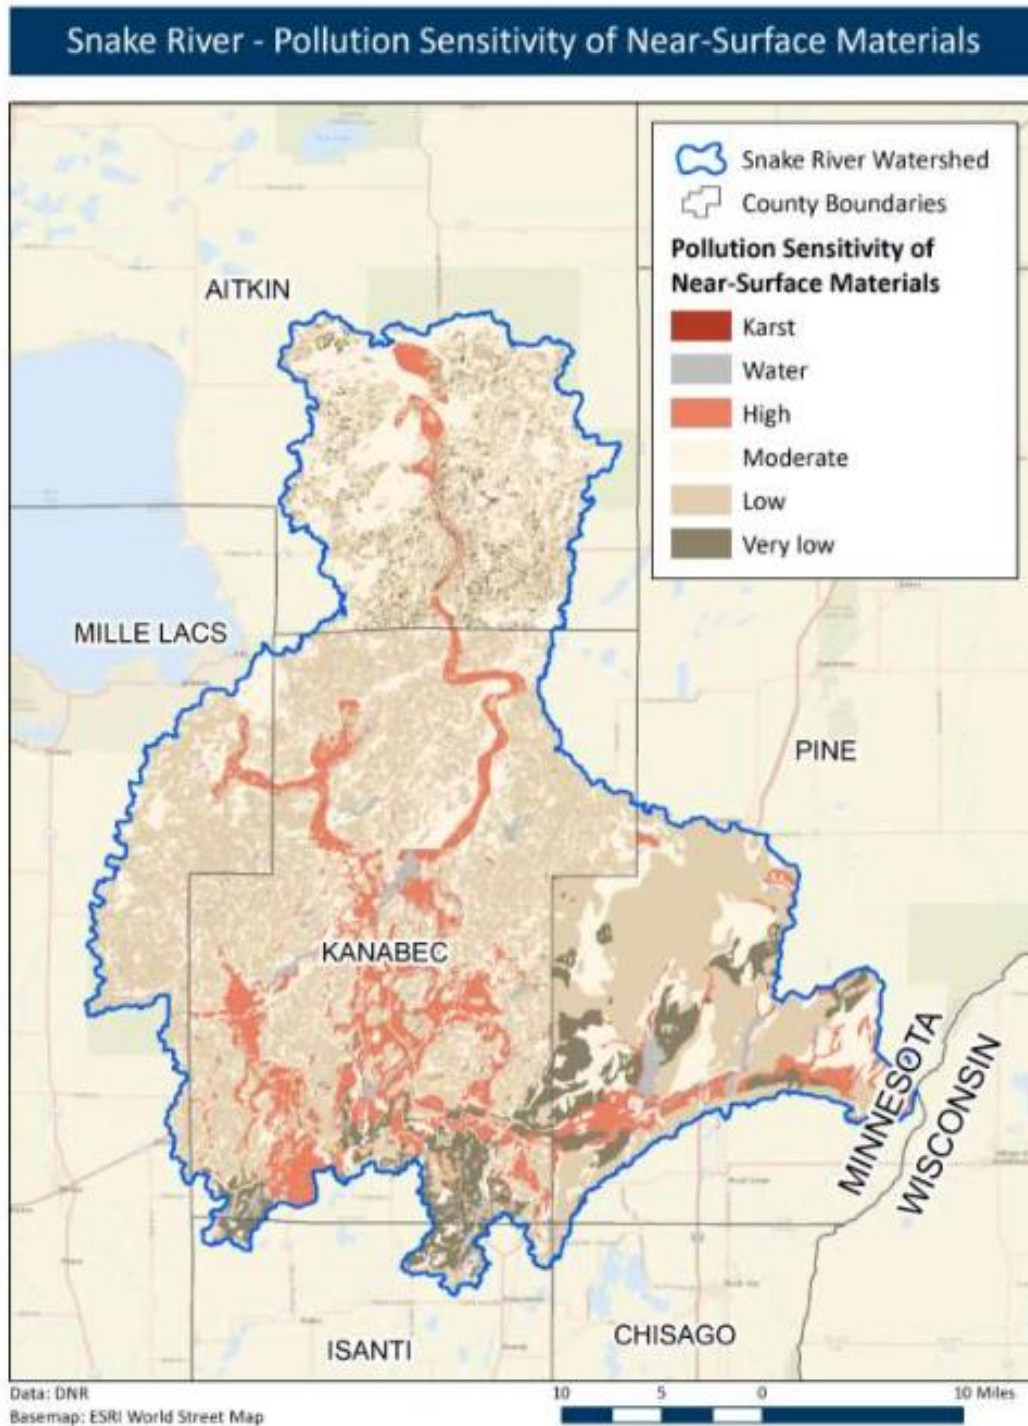 Snake River - Pollution Sensitivity of Near-Surface Materials
Snake River Watershed
County Boundaries
Pollution Sensitivity of
Near-Surface Materials
Karst
Water
High
Moderate
Low
Very low
AITKIN
MILLE LACS
PINE
KANABEC
MINNESOTA
WISCONSIN
ISANTI
CHISAGO
Data: DNR
Basemap: ESRI World Street Map
10 5 0 10 Miles